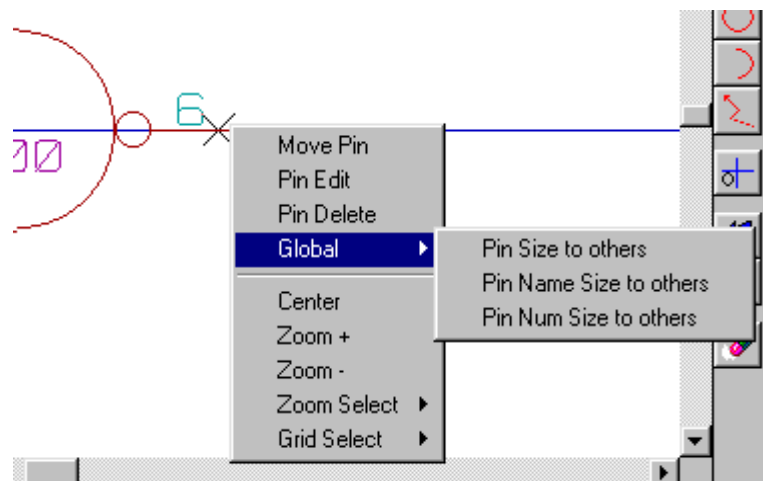 6
00
Move Pin
Pin Edit
Pin Delete
Global
Pin Size to others
Pin Name Size to others
Pin Num Size to others
Center
Zoom +
Zoom -
Zoom Select
Grid Select